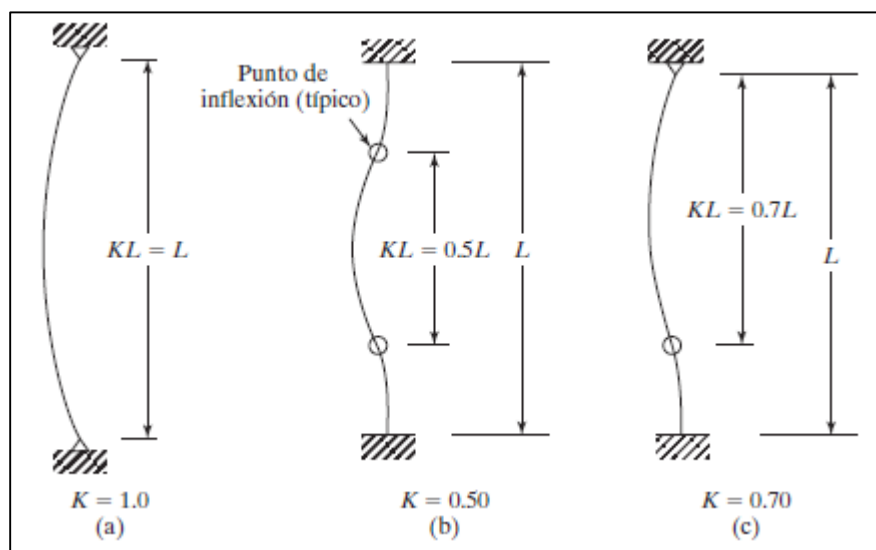 Punto de
inflexión (típico)
KL = L
KL = 0.5L
L
KL = 0.7L
L
K = 1.0
(a)
K = 0.50
(b)
K = 0.70
(c)